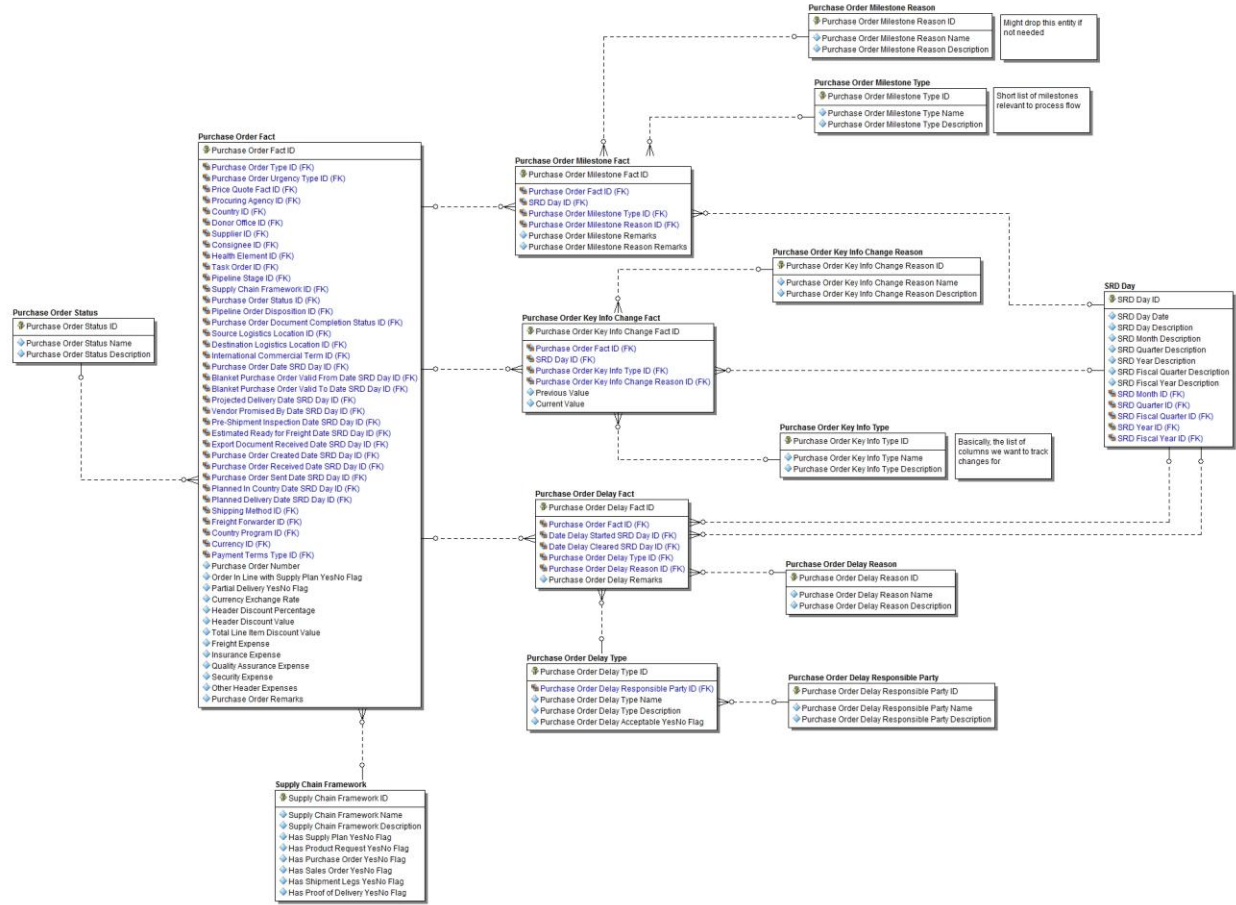 Purchase Order Milestone Reason
Purchase Order Milestone Reason ID
Purchase Order Milestone Reason Name
Purchase Order Milestone Reason Description
Might drop this entity if
not needed
Purchase Order Milestone Type
Purchase Order Milestone Type ID
Purchase Order Milestone Type Name
Purchase Order Milestone Type Description
Short list of milestones
relevant to process flow
Purchase Order Fact
Purchase Order Fact ID
Purchase Order Type ID (FK)
Purchase Order Urgency Type ID (FK)
Price Quote Fact ID (FK)
Procuring Agency ID (FK)
Country ID (FK)
Donor Office ID (FK)
Supplier ID (FK)
Consignee ID (FK)
Health Element ID (FK)
Task Order ID (FK)
Pipeline Stage ID (FK)
Supply Chain Framework ID (FK)
Purchase Order Status ID (FK)
Pipeline Order Disposition ID (FK)
Purchase Order Document Completion Status ID (FK)
Source Logistics Location ID (FK)
Destination Logistics Location ID (FK)
International Commercial Term ID (FK)
Purchase Order Date SRD Day ID (FK)
Blanket Purchase Order Valid From Date SRD Day ID (FK)
Blanket Purchase Order Valid To Date SRD Day ID (FK)
Projected Delivery Date SRD Day ID (FK)
Vendor Promised By Date SRD Day ID (FK)
Pre-Shipment Inspection Date SRD Day ID (FK)
Estimated Ready for Freight Date SRD Day ID (FK)
Export Document Received Date SRD Day ID (FK)
Purchase Order Created Date SRD Day ID (FK)
Purchase Order Received Date SRD Day ID (FK)
Purchase Order Sent Date SRD Day ID (FK)
Planned In Country Date SRD Day ID (FK)
Planned Delivery Date SRD Day ID (FK)
Shipping Method ID (FK)
Freight Forwarder ID (FK)
Country Program ID (FK)
Currency ID (FK)
Payment Terms Type ID (FK)
Purchase Order Number
Order In Line with Supply Plan YesNo Flag
Partial Delivery YesNo Flag
Currency Exchange Rate
Header Discount Percentage
Header Discount Value
Total Line Item Discount Value
Freight Expense
Insurance Expense
Quality Assurance Expense
Security Expense
Other Header Expenses
Purchase Order Remarks
Purchase Order Milestone Fact
Purchase Order Milestone Fact ID
Purchase Order Fact ID (FK)
SRD Day ID (FK)
Purchase Order Milestone Type ID (FK)
Purchase Order Milestone Reason ID (FK)
Purchase Order Milestone Remarks
Purchase Order Milestone Reason Remarks
Purchase Order Key Info Change Reason
Purchase Order Key Info Change Reason ID
Purchase Order Key Info Change Reason Name
Purchase Order Key Info Change Reason Description
SRD Day
SRD Day ID
SRD Day Date
SRD Day Description
SRD Month Description
SRD Quarter Description
SRD Year Description
SRD Fiscal Quarter Description
SRD Fiscal Year Description
SRD Month ID (FK)
SRD Quarter ID (FK)
SRD Fiscal Quarter ID (FK)
SRD Year ID (FK)
SRD Fiscal Year ID (FK)
Purchase Order Status
Purchase Order Status ID
Purchase Order Status Name
Purchase Order Status Description
Purchase Order Key Info Change Fact
Purchase Order Key Info Change Fact ID
Purchase Order Fact ID (FK)
SRD Day ID (FK)
Purchase Order Key Info Type ID (FK)
Purchase Order Key Info Change Reason ID (FK)
Previous Value
Current Value
Purchase Order Key Info Type
Purchase Order Key Info Type ID
Purchase Order Key Info Type Name
Purchase Order Key Info Type Description
Basically, the list of
columns we want to track
changes for
Purchase Order Delay Fact
Purchase Order Delay Fact ID
Purchase Order Fact ID (FK)
Date Delay Started SRD Day ID (FK)
Date Delay Cleared SRD Day ID (FK)
Purchase Order Delay Type ID (FK)
Purchase Order Delay Reason ID (FK)
Purchase Order Delay Remarks
Purchase Order Delay Reason
Purchase Order Delay Reason ID
Purchase Order Delay Reason Name
Purchase Order Delay Reason Description
Purchase Order Delay Type
Purchase Order Delay Type ID
Purchase Order Delay Responsible Party ID (FK)
Purchase Order Delay Type Name
Purchase Order Delay Type Description
Purchase Order Delay Acceptable YesNo Flag
Purchase Order Delay Responsible Party
Purchase Order Delay Responsible Party ID
Purchase Order Delay Responsible Party Name
Purchase Order Delay Responsible Party Description
Supply Chain Framework
Supply Chain Framework ID
Supply Chain Framework Name
Supply Chain Framework Description
Has Supply Plan YesNo Flag
Has Product Request YesNo Flag
Has Purchase Order YesNo Flag
Has Sales Order YesNo Flag
Has Shipment Legs YesNo Flag
Has Proof of Delivery YesNo Flag